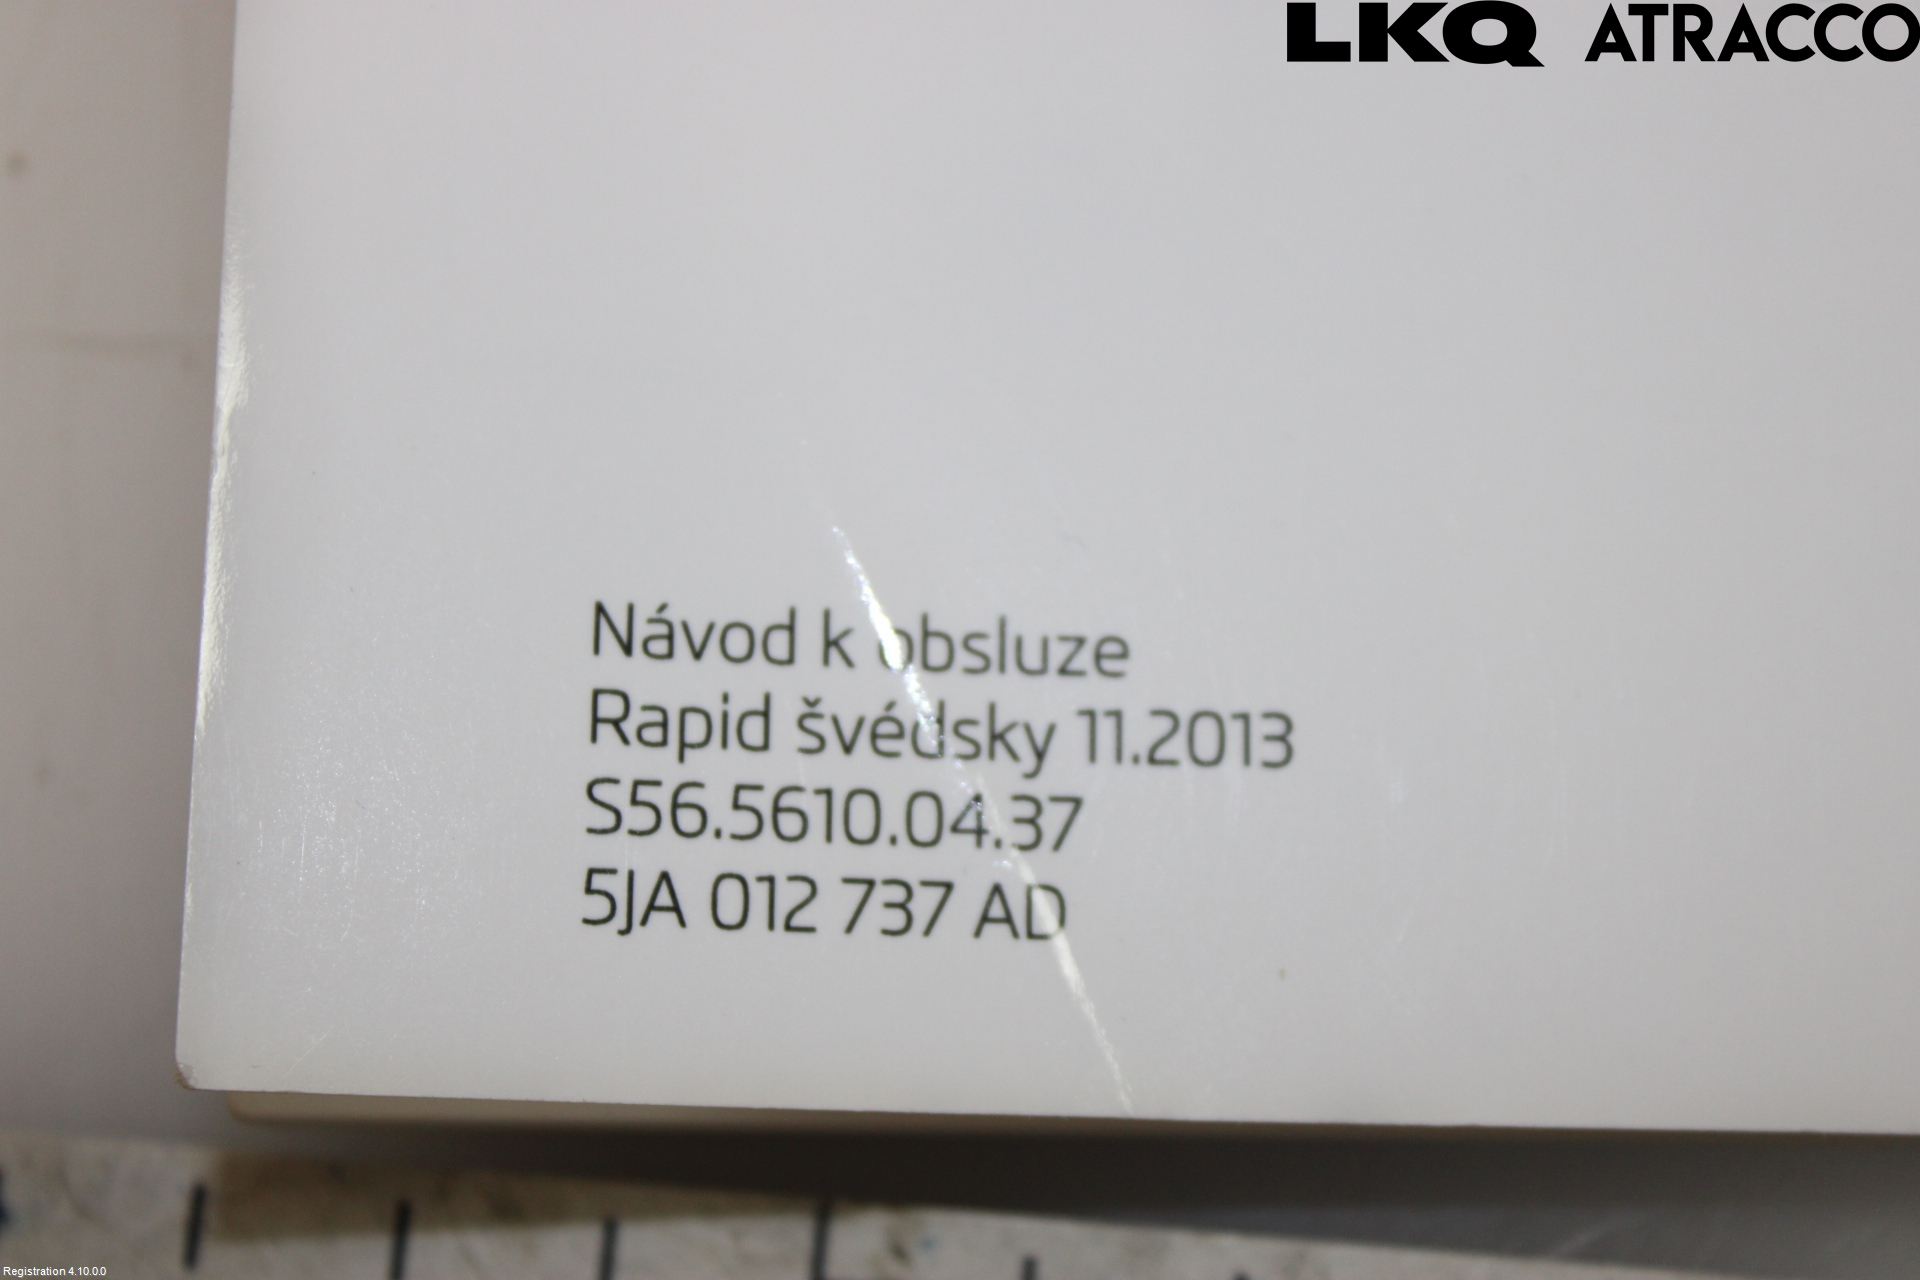 LKQ ATRACCO
Návod k obsluze
Rapid švédsky 11.2013
S56.5610.04.37
5JA 012 737 AD
Registration 4.10.0.0